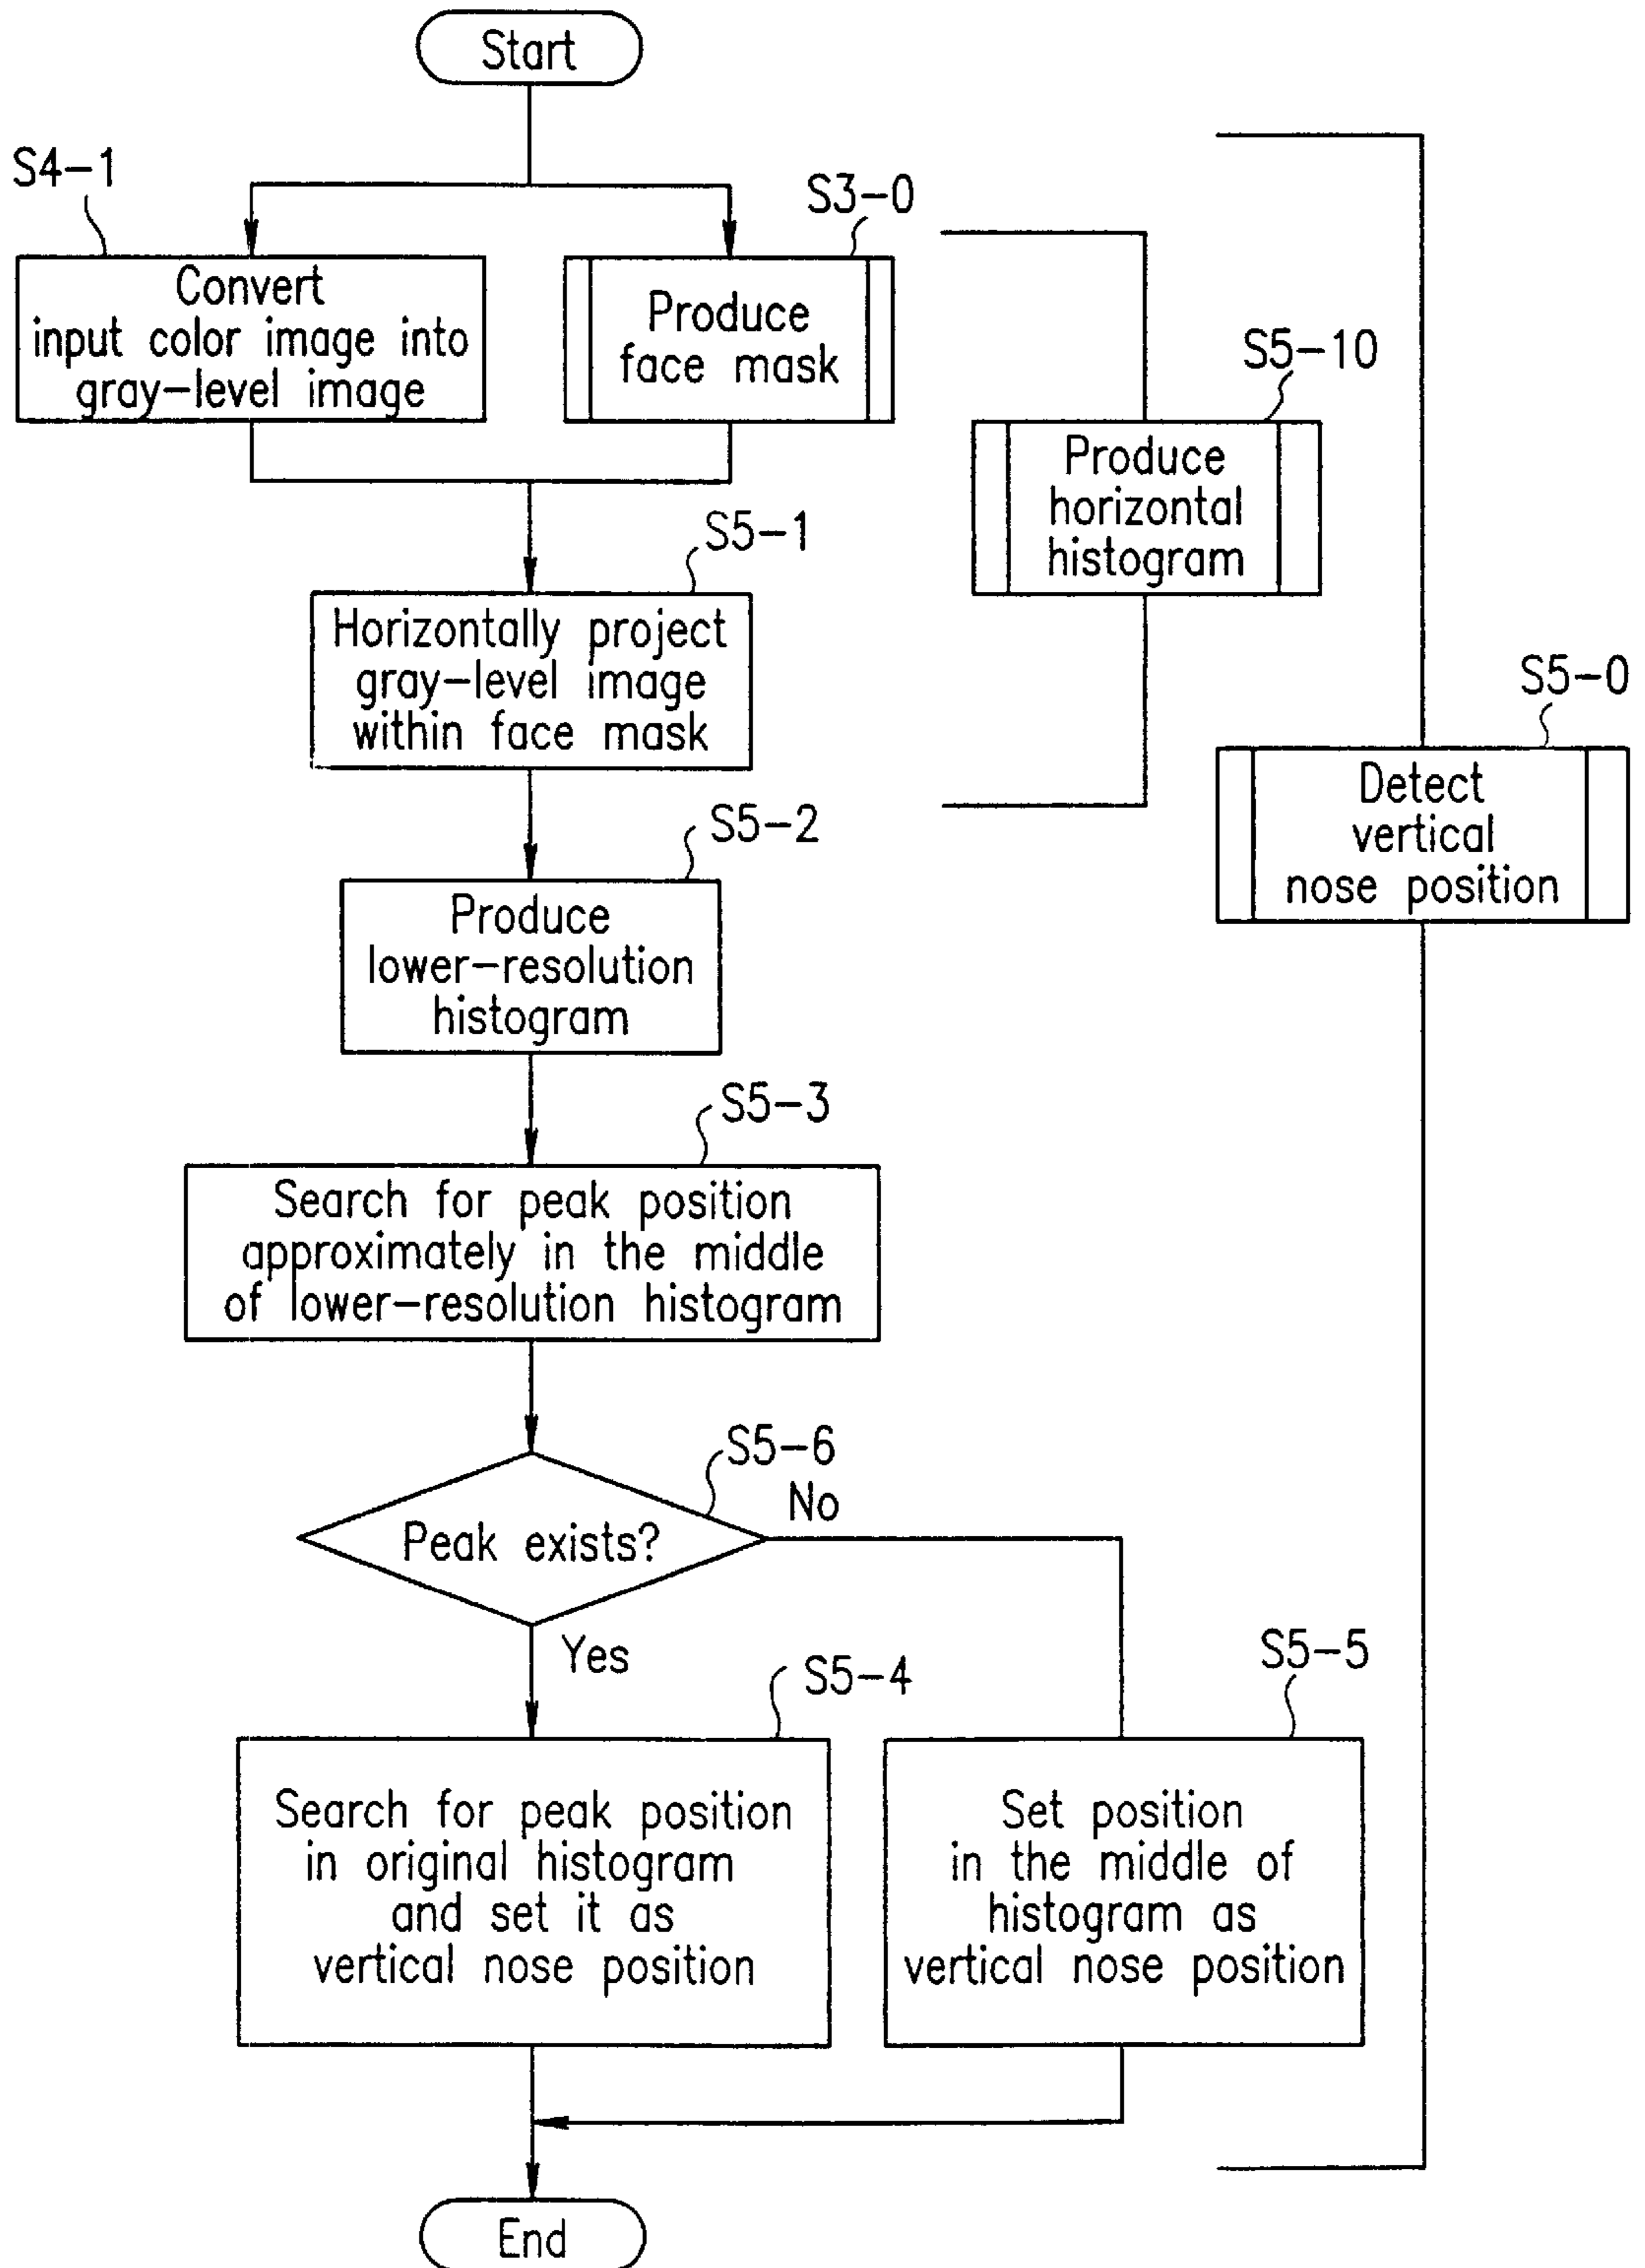 Start
S4-1
Convert
input color image into
gray-level image
S3-0
Produce
face mask
S5-10
Produce
horizontal
histogram
S5-1
Horizontally project
gray-level image
within face mask
S5-0
Detect
vertical
nose position
S5-2
Produce
lower-resolution
histogram
S5-3
Search for peak position
approximately in the middle
of lower-resolution histogram
S5-6
Peak exists?
No
Yes
S5-4
Search for peak position
in original histogram
and set it as
vertical nose position
S5-5
Set position
in the middle of
histogram as
vertical nose position
End